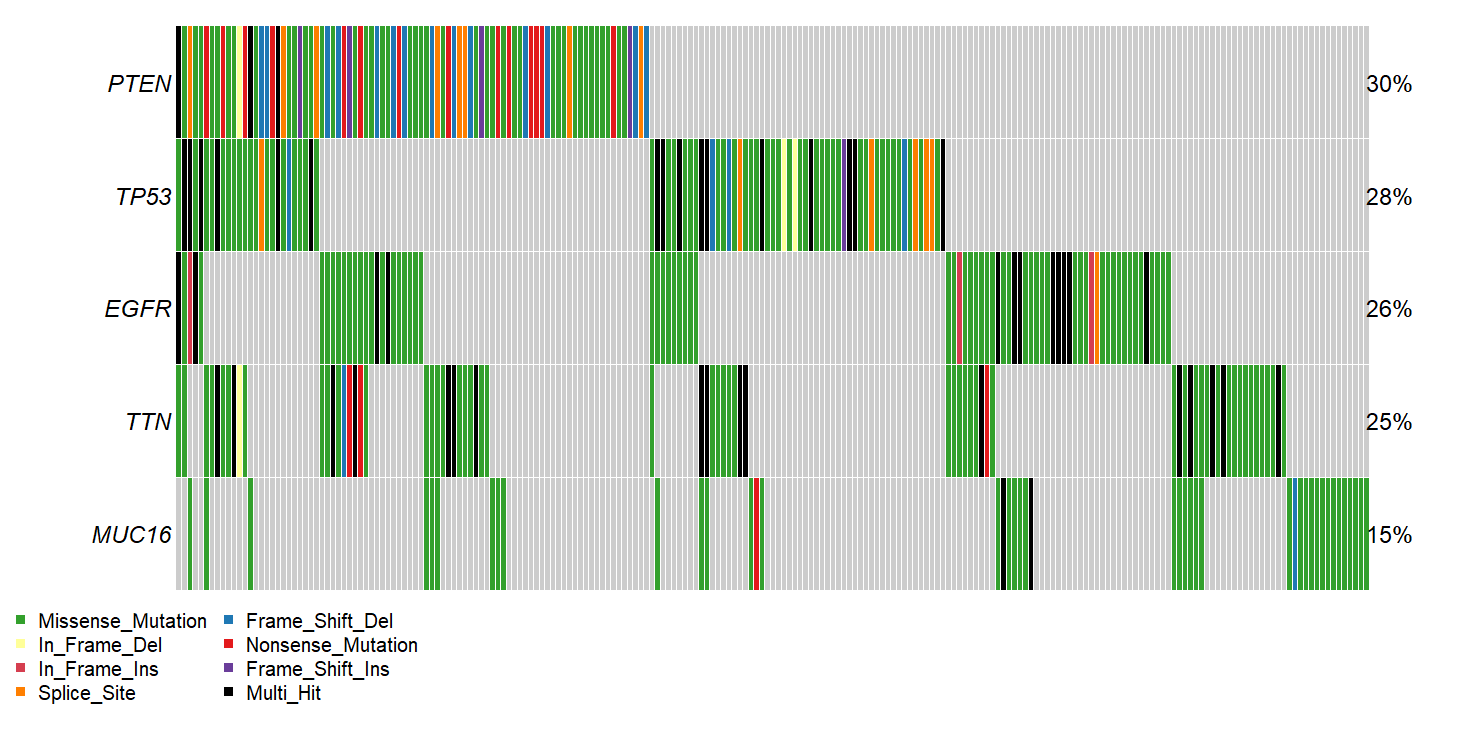 PTEN 30%
TP53 28%
EGFR 26%
TTN 25%
MUC16 15%
Missense_Mutation Frame_Shift_Del
In_Frame_Del Nonsense_Mutation
In_Frame_Ins Frame_Shift_Ins
Splice_Site Multi_Hit